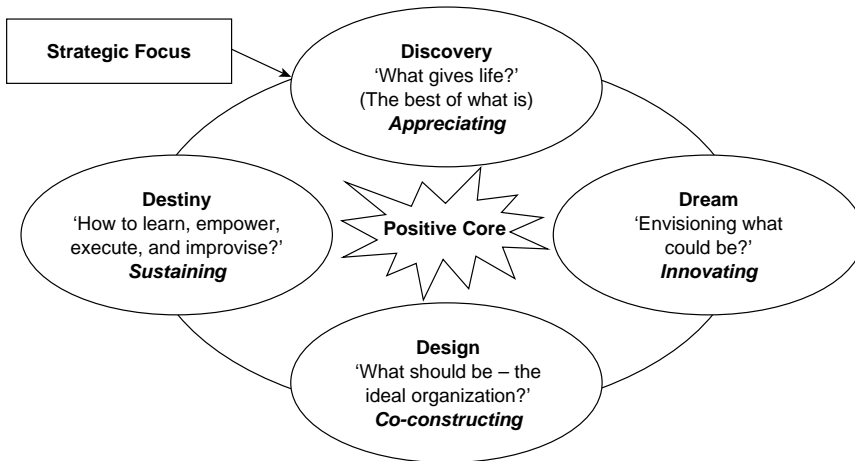 Strategic Focus
Discovery
‘What gives life?’
(The best of what is)
Appreciating
Destiny
‘How to learn, empower,
execute, and improvise?’
Sustaining
Positive Core
Dream
‘Envisioning what
could be?’
Innovating
Design
‘What should be – the
ideal organization?’
Co-constructing